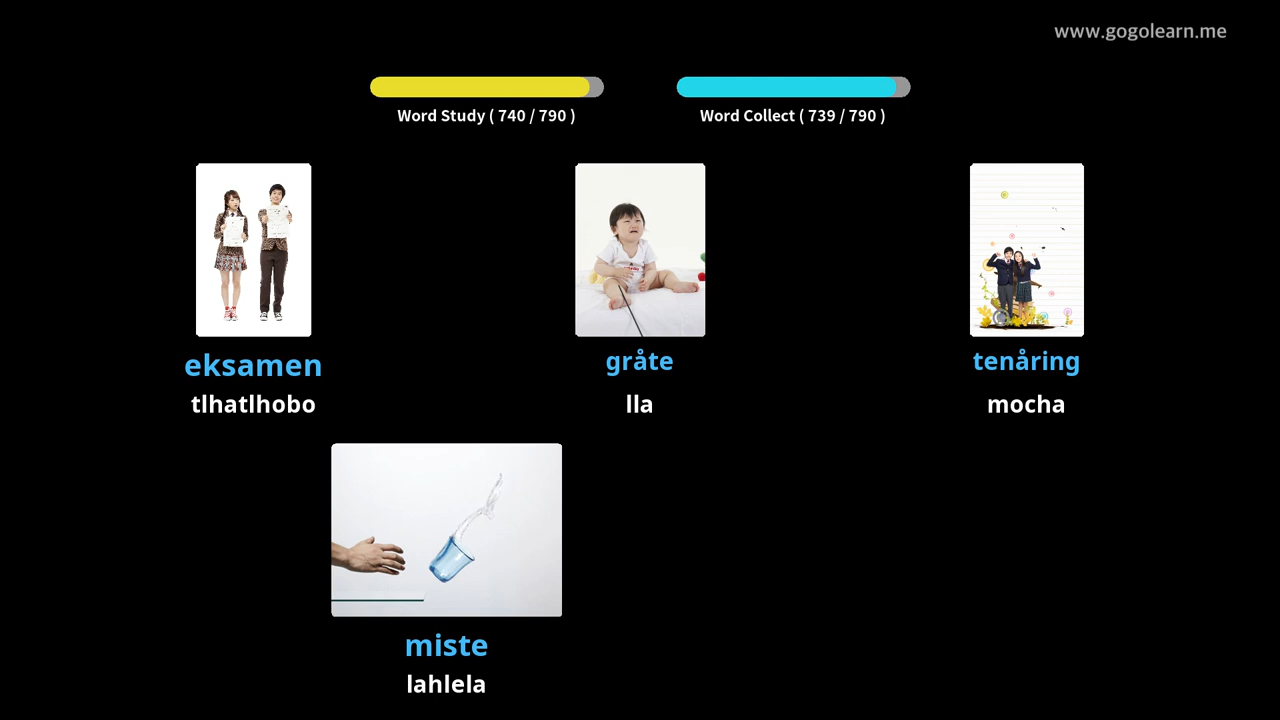 www.gogolearn.me
Word Study ( 740 / 790 )
Word Collect ( 739 / 790 )
eksamen
tlhatlhobo
gråte
lla
tenåring
mocha
miste
lahlela